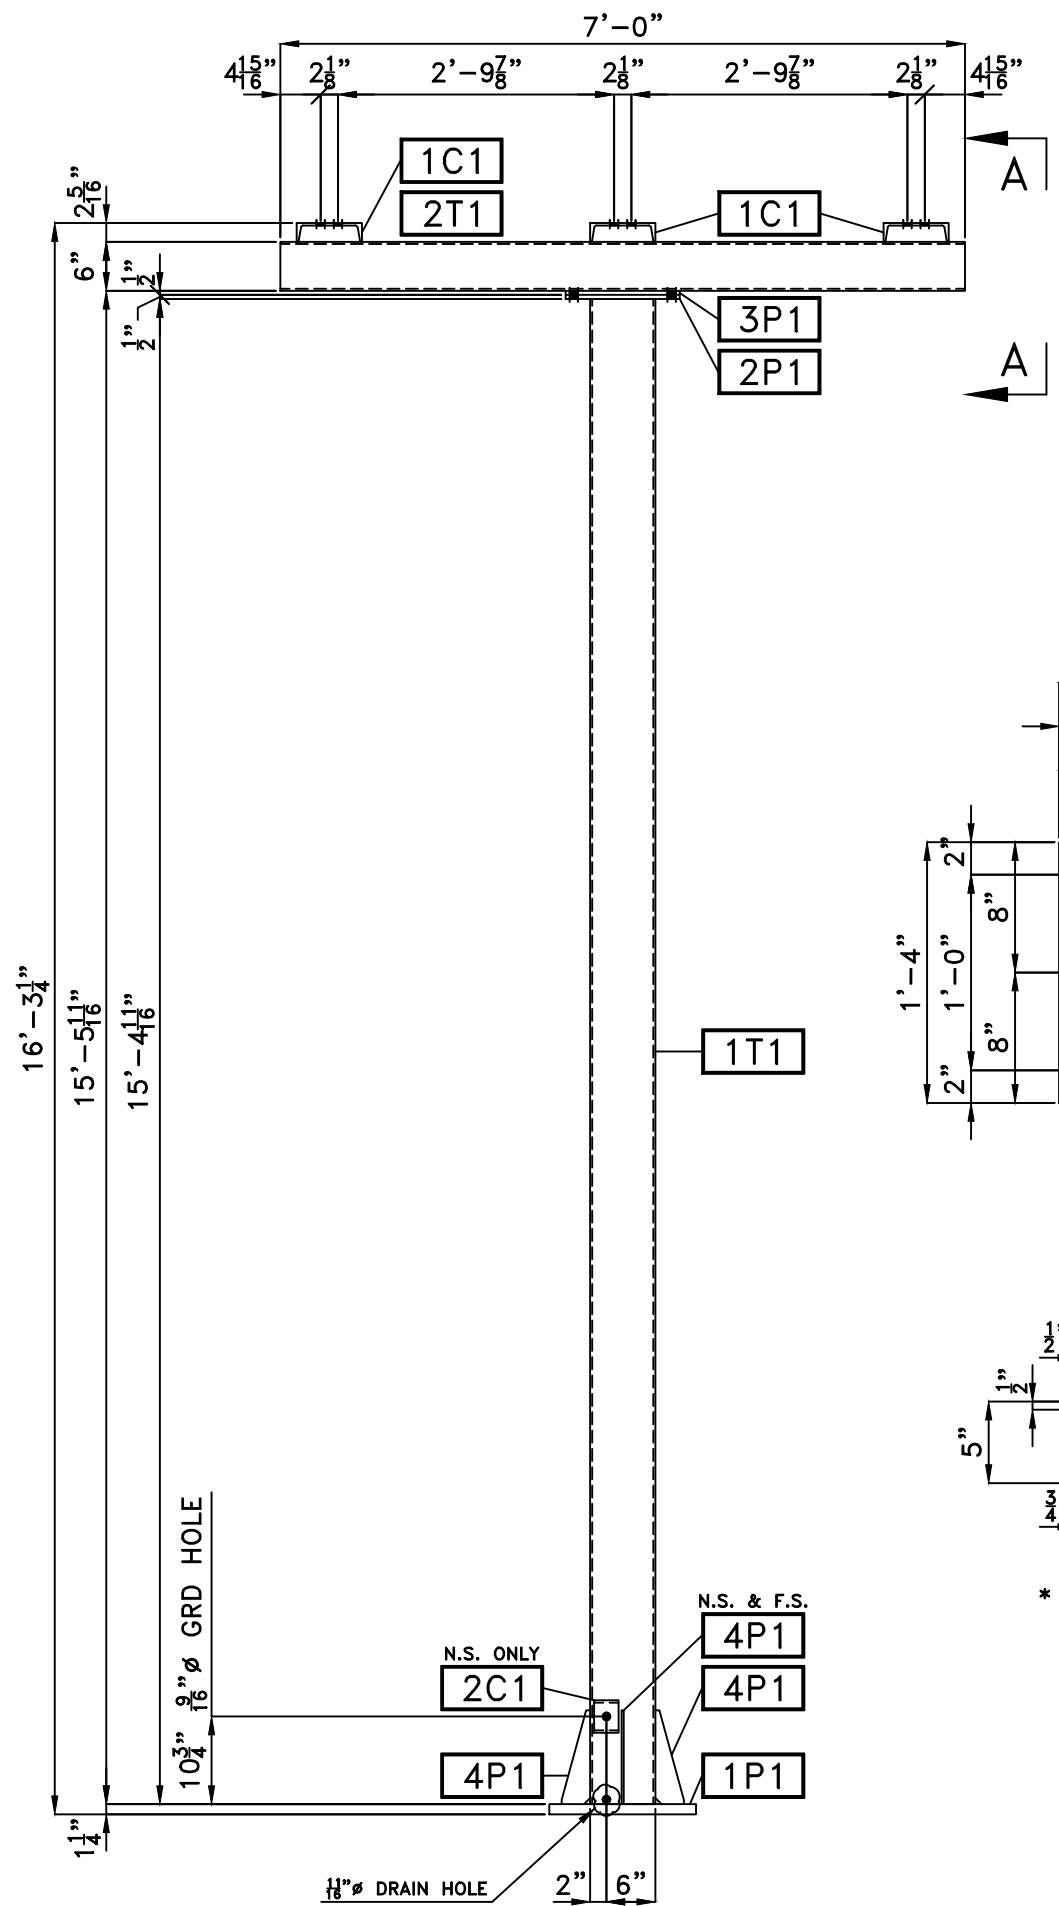 7'-0"
4 15/16" 2 1/8" 2'-9 7/8" 2 1/8" 2'-9 7/8" 2 1/8" 4 15/16"
1C1
2T1
1C1
A
2 5/16"
6"
1/2"
1/2"
3P1
2P1
A
16'-3 1/4"
15'-5 11/16"
15'-4 11/16"
1T1
2"
8"
1'-4"
1'-0"
8"
2"
1/2"
1/2"
5"
3/4
*
9/16"ø GRD HOLE
10 3/4"
N.S. & F.S.
4P1
N.S. ONLY
2C1
4P1
4P1
1P1
1 1/4"
11/16"ø DRAIN HOLE
2" 6"